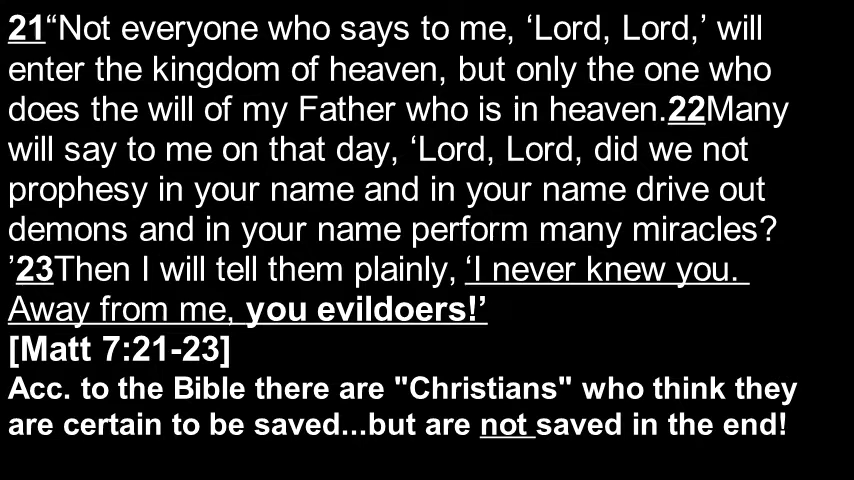 21“Not everyone who says to me, ‘Lord, Lord,’ will
enter the kingdom of heaven, but only the one who
does the will of my Father who is in heaven.22Many
will say to me on that day, ‘Lord, Lord, did we not
prophesy in your name and in your name drive out
demons and in your name perform many miracles?
’23Then I will tell them plainly, ‘I never knew you.
Away from me, you evildoers!’
[Matt 7:21-23]
Acc. to the Bible there are "Christians" who think they
are certain to be saved...but are not saved in the end!